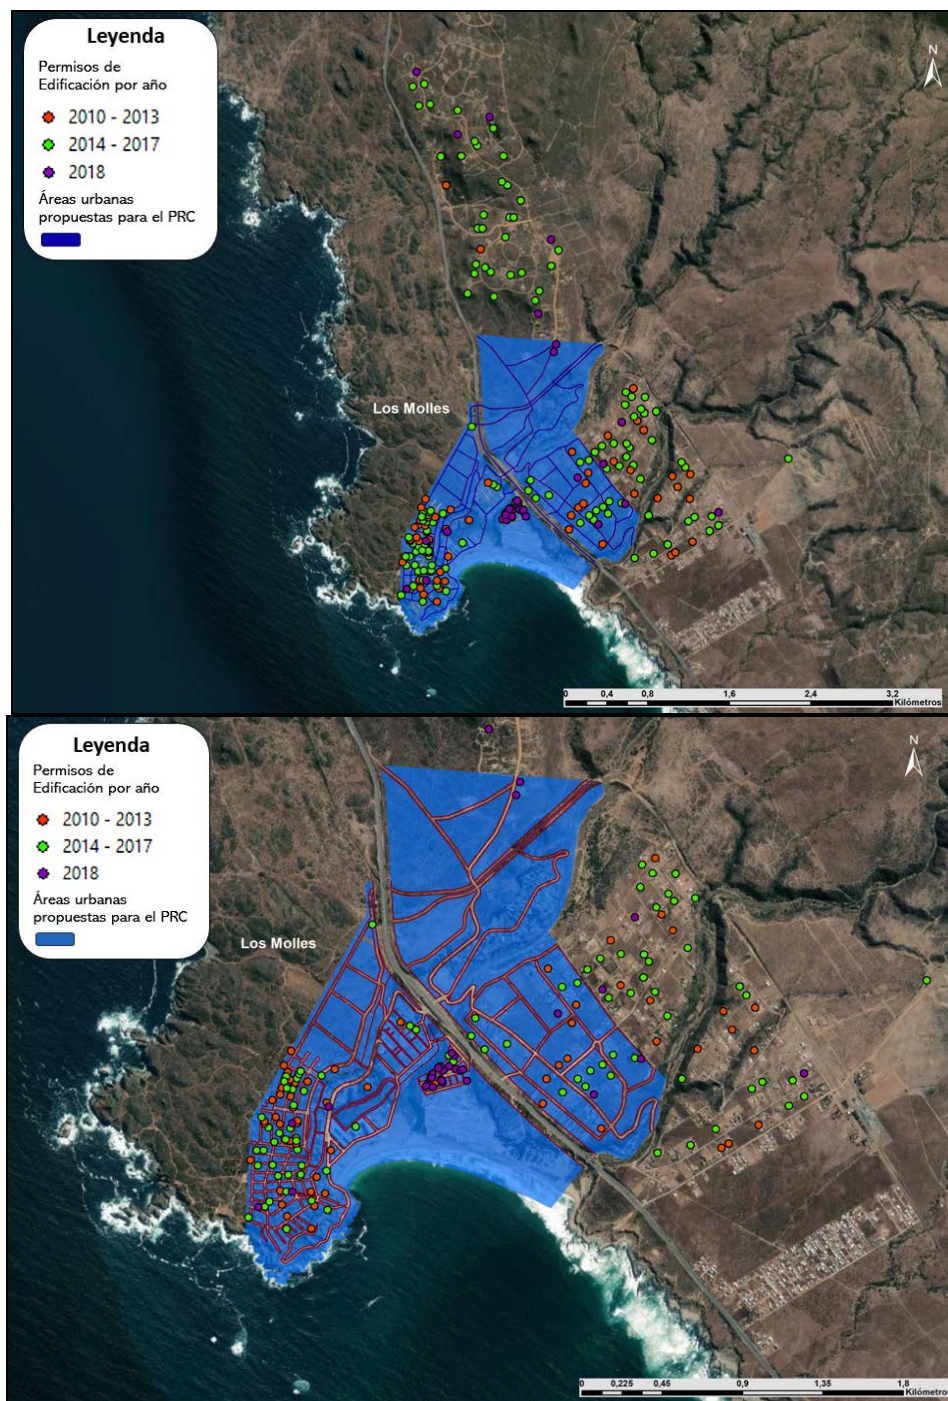 Leyenda
Permisos de
Edificación por año
2010 - 2013
2014 - 2017
2018
Áreas urbanas
propuestas para el PRC
N
Los Molles
0 0,4 0,8 1,6 2,4 3,2
Kilómetros
Leyenda
Permisos de
Edificación por año
2010 - 2013
2014 - 2017
2018
Áreas urbanas
propuestas para el PRC
N
Los Molles
0 0,225 0,45 0,9 1,35 1,8
Kilómetros